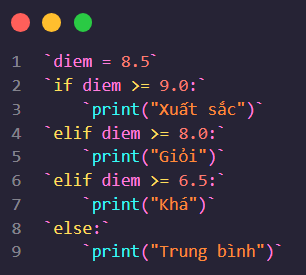 1 `diem = 8.5`
2 `if diem >= 9.0:`
3     `print("Xuất sắc")`
4 `elif diem >= 8.0:`
5     `print("Giỏi")`
6 `elif diem >= 6.5:`
7     `print("Khá")`
8 `else:`
9     `print("Trung bình")`